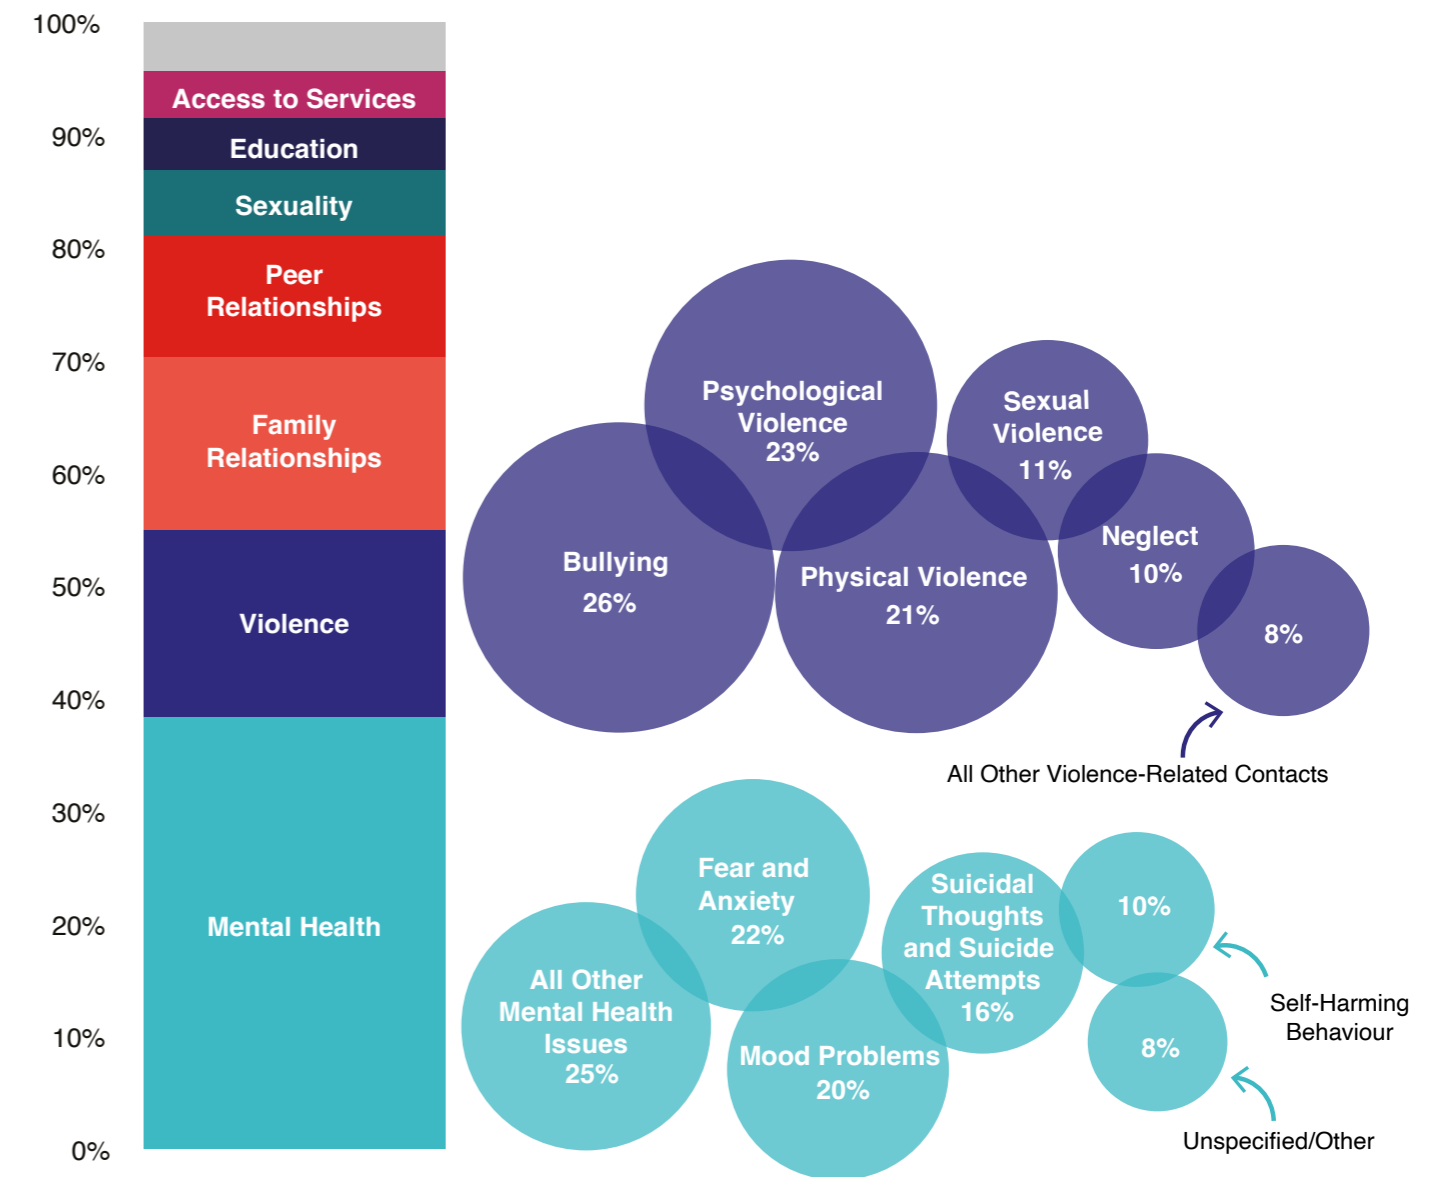 100%
90%
80%
70%
60%
50%
40%
30%
20%
10%
0%
Access to Services
Education
Sexuality
Peer
Relationships
Family
Relationships
Violence
Mental Health
Psychological
Violence
23%
Sexual
Violence
11%
Bullying
26%
Physical Violence
21%
Neglect
10%
8%
All Other Violence-Related Contacts
Fear and
Anxiety
22%
Suicidal
Thoughts
and Suicide
Attempts
16%
10%
Self-Harming
Behaviour
All Other
Mental Health
Issues
25%
Mood Problems
20%
8%
Unspecified/Other